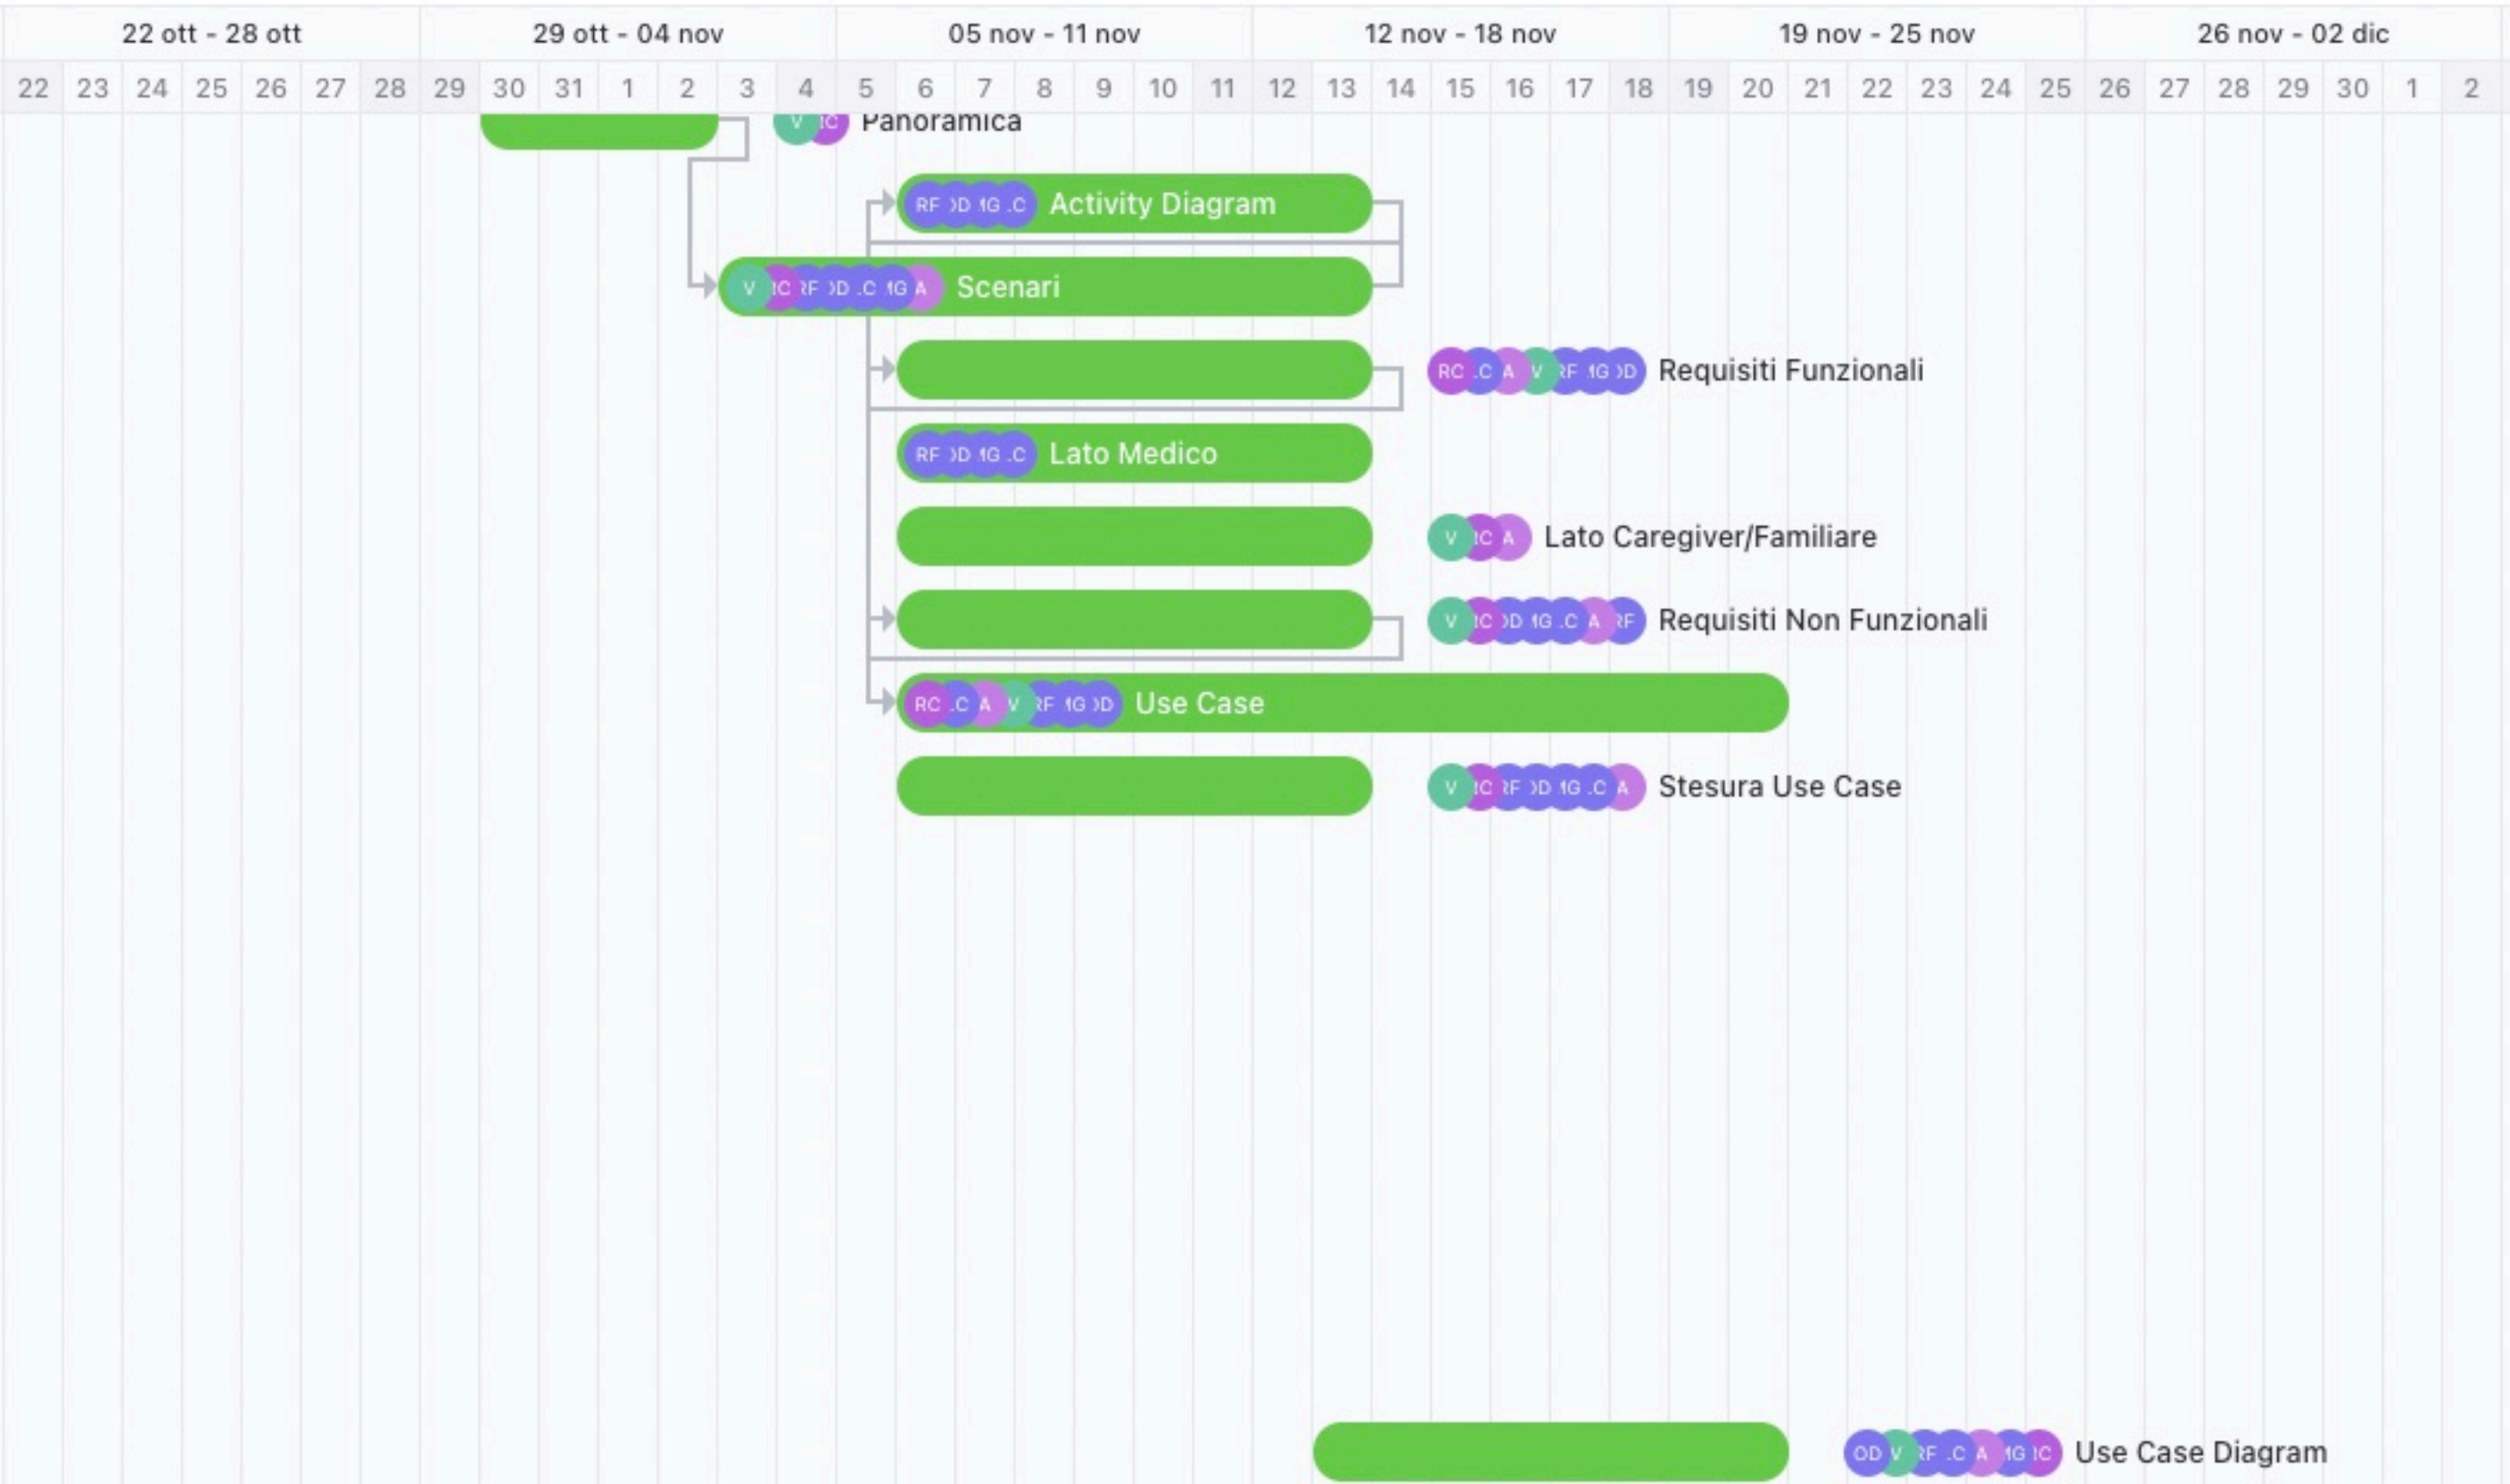 22 ott - 28 ott 29 ott - 04 nov 05 nov - 11 nov 12 nov - 18 nov 19 nov - 25 nov 26 nov - 02 dic
22 23 24 25 26 27 28 29 30 31 1 2 3 4 5 6 7 8 9 10 11 12 13 14 15 16 17 18 19 20 21 22 23 24 25 26 27 28 29 30 1 2
V Panoramica
RF Activity Diagram
V A Scenari
RC A V Requisiti Funzionali
RF Lato Medico
V A Lato Caregiver/Familiare
V A Requisiti Non Funzionali
RC A V Use Case
V A Stesura Use Case
OD V A Use Case Diagram